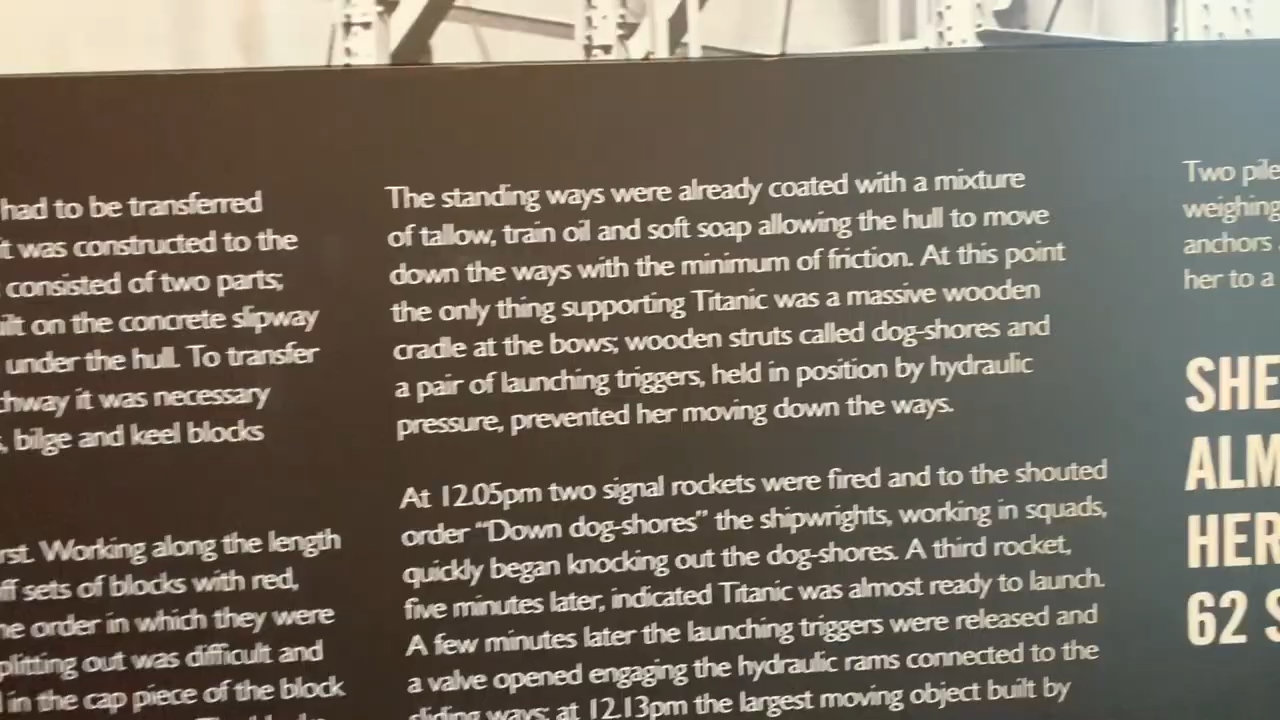 had to be transferred
it was constructed to the
consisted of two parts;
on the concrete slipway
under the hull. To transfer
it was necessary
bilge and keel blocks
Working along the length
sets of blocks with red,
order in which they were
out was difficult and
in the cap piece of the block
The standing ways were already coated with a mixture
of tallow, train oil and soft soap allowing the hull to move
down the ways with the minimum of friction. At this point
the only thing supporting Titanic was a massive wooden
cradle at the bows; wooden struts called dog-shores and
a pair of launching triggers, held in position by hydraulic
pressure, prevented her moving down the ways.
At 12.05pm two signal rockets were fired and to the shouted
order “Down dog-shores” the shipwrights, working in squads,
quickly began knocking out the dog-shores. A third rocket,
five minutes later, indicated Titanic was almost ready to launch.
A few minutes later the launching triggers were released and
a valve opened engaging the hydraulic rams connected to the
sliding ways; at 12.13pm the largest moving object built by
Two
weighing
anchors
her to a
SHE
ALM
HER
62 S